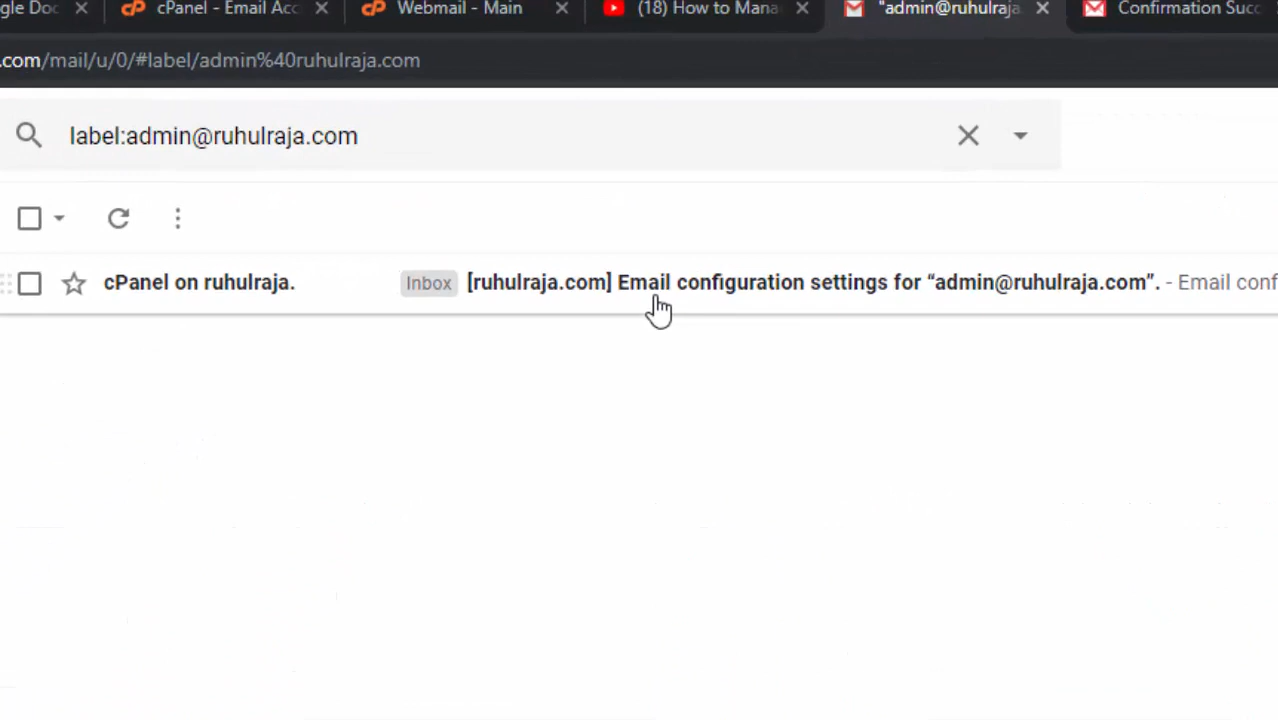 gle Doc cPanel - Email Acc Webmail - Main (18) How to Mana "admin@ruhulraja. Confirmation Succ
.com/mail/u/0/#label/admin%40ruhulraja.com
label:admin@ruhulraja.com
cPanel on ruhulraja. Inbox [ruhulraja.com] Email configuration settings for “admin@ruhulraja.com”. - Email conf